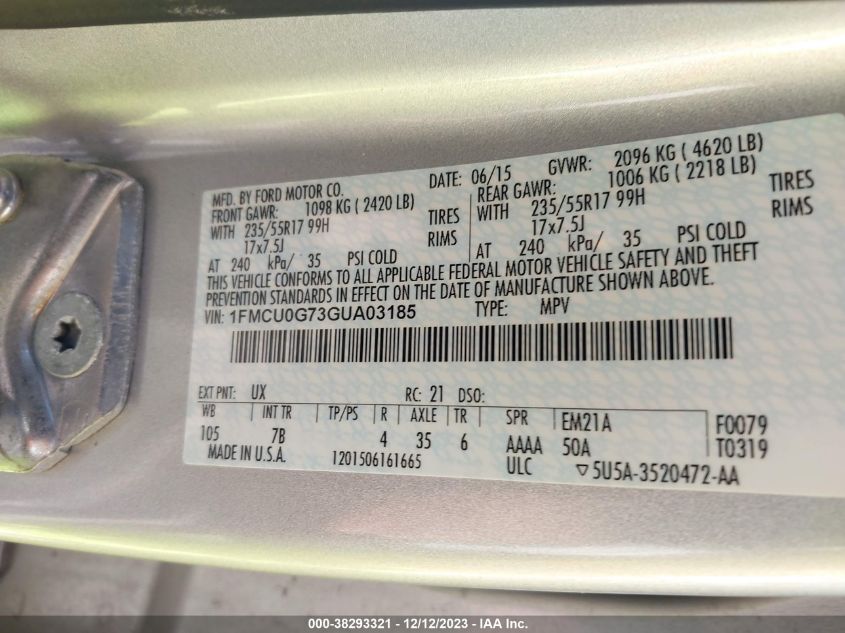 MFD. BY FORD MOTOR CO.
DATE: 06/15 GVWR: 2096 KG ( 4620 LB)
FRONT GAWR: 1098 KG ( 2420 LB)
REAR GAWR: 1006 KG ( 2218 LB)
WITH 235/55R17 99H TIRES
WITH 235/55R17 99H TIRES
17x7.5J RIMS
17x7.5J RIMS
AT 240 kPa/ 35 PSI COLD
AT 240 kPa/ 35 PSI COLD
THIS VEHICLE CONFORMS TO ALL APPLICABLE FEDERAL MOTOR VEHICLE SAFETY AND THEFT
PREVENTION STANDARDS IN EFFECT ON THE DATE OF MANUFACTURE SHOWN ABOVE.
VIN: 1FMCU0G73GUA03185 TYPE: MPV
EXT PNT: UX RC: 21 DSO:
WB INT TR TP/PS R AXLE TR SPR EM21A F0079
105 7B 4 35 6 AAAA 50A T0319
MADE IN U.S.A. 1201506161665 ULC ▽5U5A-3520472-AA
000-38293321 - 12/12/2023 - IAA Inc.